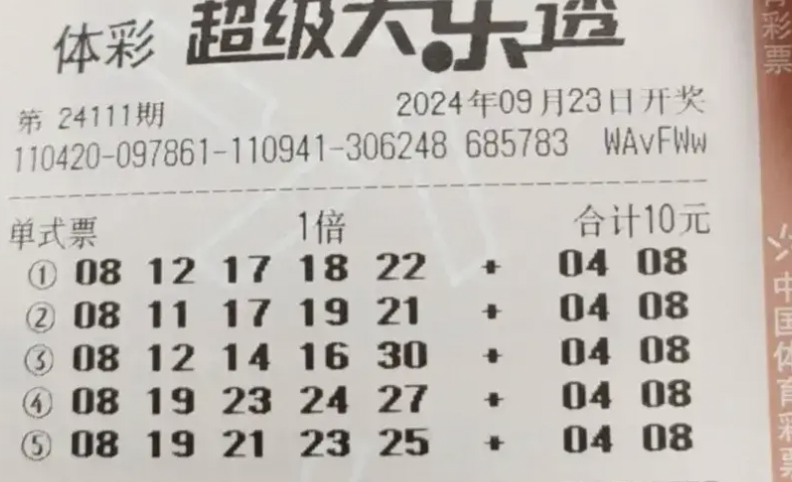 体彩 超级大乐透
第 24111期 2024年09月23日开奖
110420-097861-110941-306248 685783 WAvFWw
单式票 1倍 合计10元
① 08 12 17 18 22 + 04 08
② 08 11 17 19 21 + 04 08
③ 08 12 14 16 30 + 04 08
④ 08 19 23 24 27 + 04 08
⑤ 08 19 21 23 25 + 04 08
育彩票
中国体育彩票